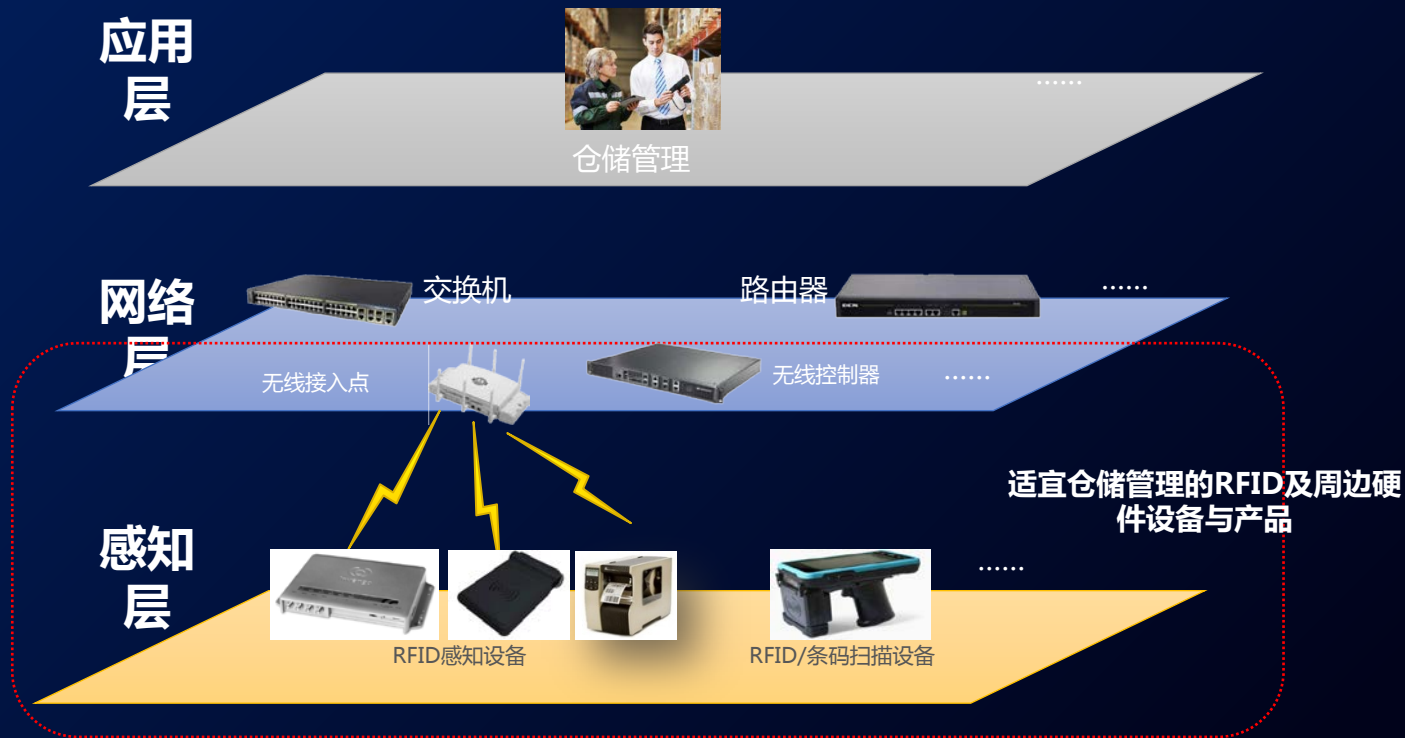 应用
层
……
仓储管理
网络
层
交换机
路由器
……
无线接入点
无线控制器
……
适宜仓储管理的RFID及周边硬
件设备与产品
感知
层
……
RFID感知设备
RFID/条码扫描设备